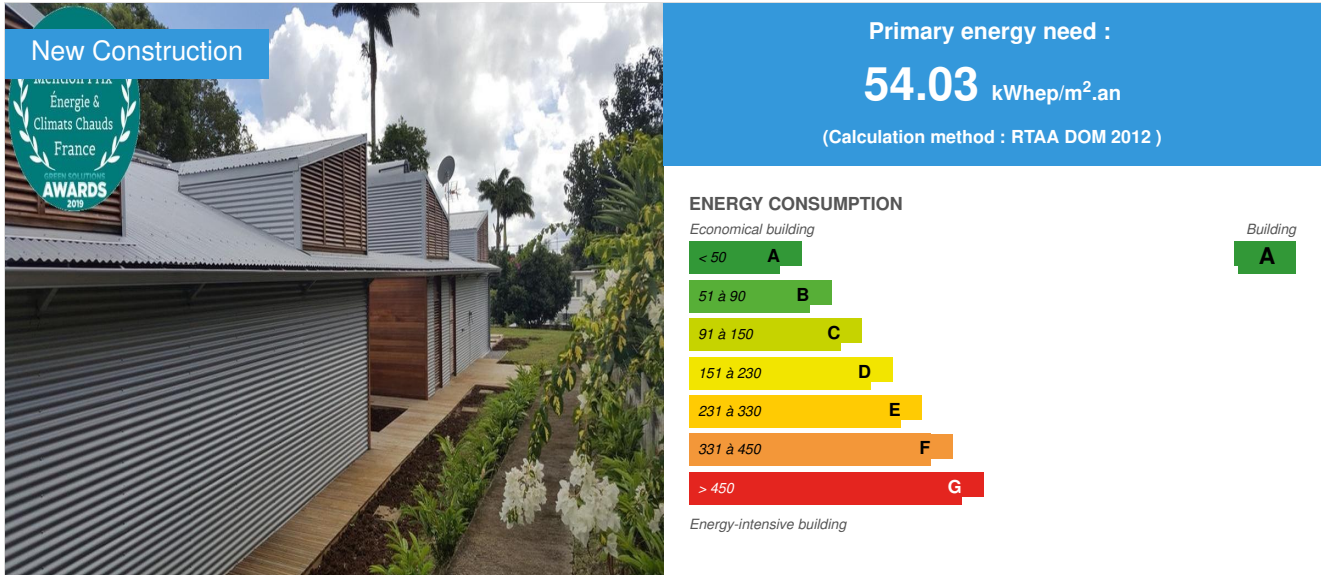 New Construction
Mention Prix
Énergie &
Climats Chauds
France
GREEN SOLUTIONS
AWARDS
2019
Primary energy need :
54.03 kWhep/m².an
(Calculation method : RTAA DOM 2012 )
ENERGY CONSUMPTION
Economical building
Building
< 50 A
A
51 à 90 B
91 à 150 C
151 à 230 D
231 à 330 E
331 à 450 F
> 450 G
Energy-intensive building